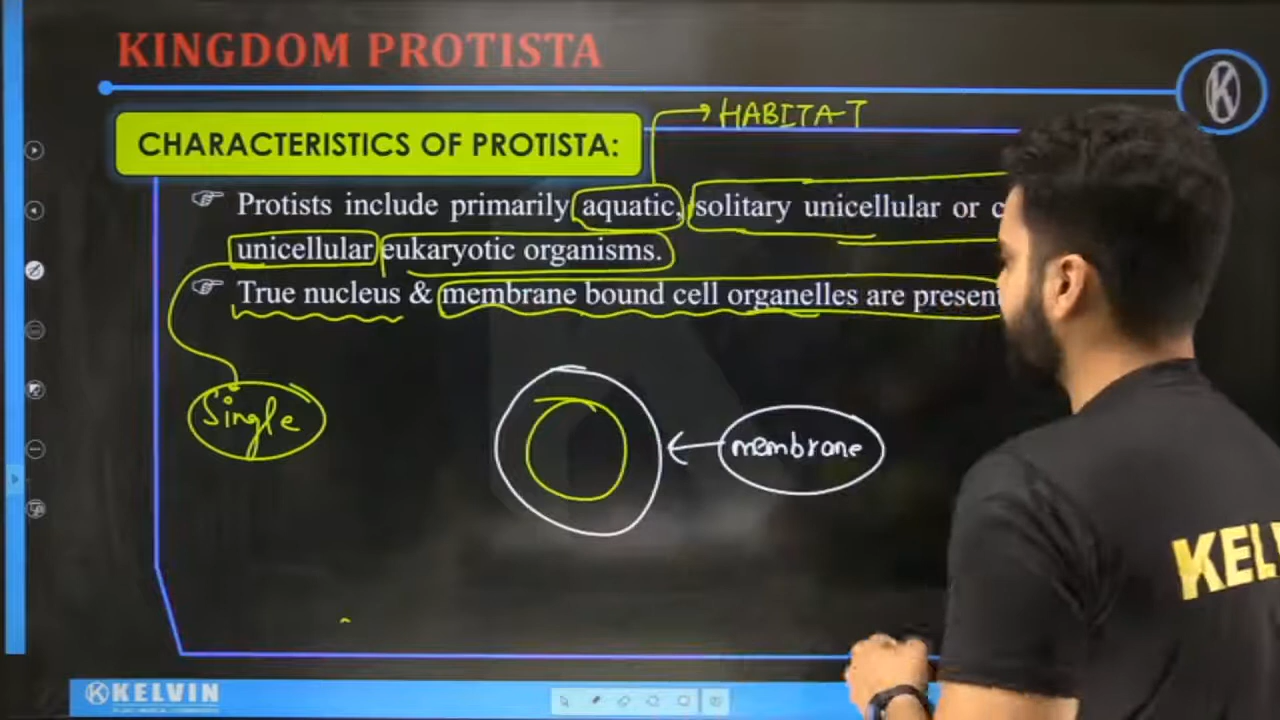 KINGDOM PROTISTA
HABITAT
CHARACTERISTICS OF PROTISTA:
Protists include primarily aquatic, solitary unicellular or
unicellular eukaryotic organisms.
True nucleus & membrane bound cell organelles are present
Single
membrane
KELVIN